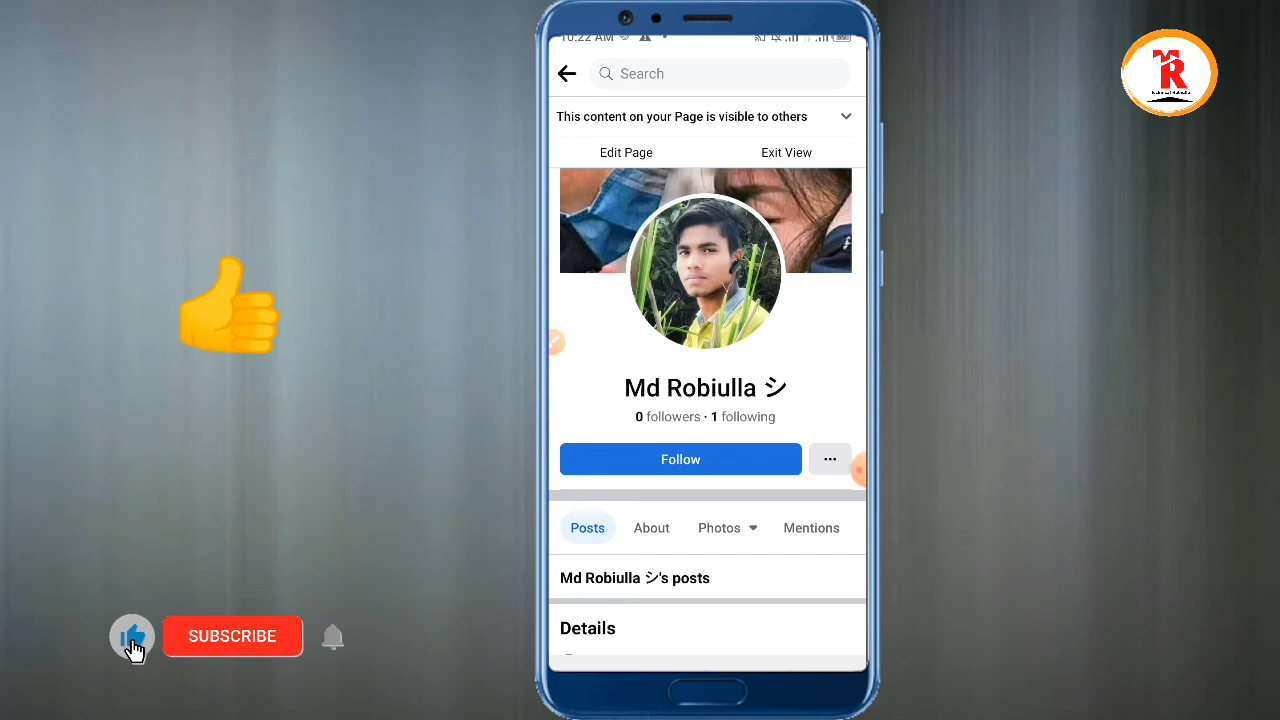 10:22 AM
Search
This content on your Page is visible to others
Edit Page
Exit View
Md Robiulla シ
0 followers · 1 following
Follow
Posts
About
Photos
Mentions
Md Robiulla シ's posts
Details
SUBSCRIBE
MR